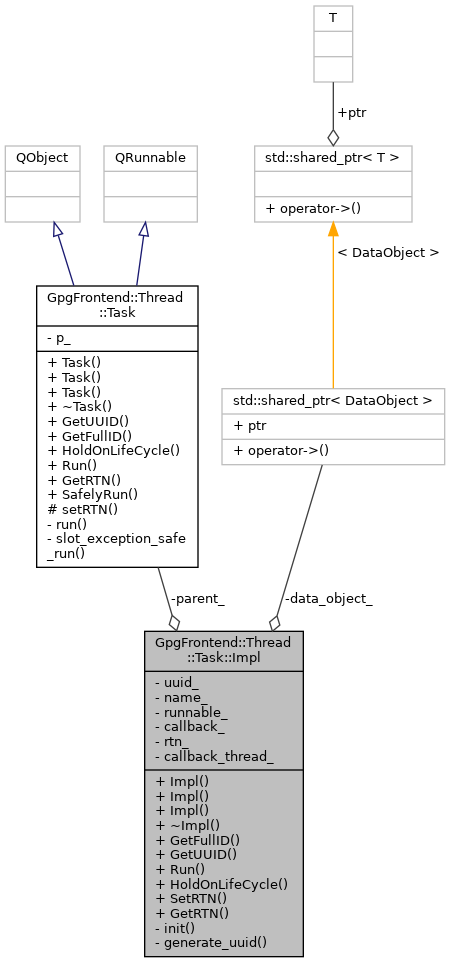 T
+ptr
QObject
QRunnable
std::shared_ptr< T >
+ operator->()
< DataObject >
GpgFrontend::Thread
::Task
- p_
+ Task()
+ Task()
+ Task()
+ ~Task()
+ GetUUID()
+ GetFullID()
+ HoldOnLifeCycle()
+ Run()
+ GetRTN()
+ SafelyRun()
# setRTN()
- run()
- slot_exception_safe
_run()
std::shared_ptr< DataObject >
+ ptr
+ operator->()
-parent_
-data_object_
GpgFrontend::Thread
::Task::Impl
- uuid_
- name_
- runnable_
- callback_
- rtn_
- callback_thread_
+ Impl()
+ Impl()
+ Impl()
+ ~Impl()
+ GetFullID()
+ GetUUID()
+ Run()
+ HoldOnLifeCycle()
+ SetRTN()
+ GetRTN()
- init()
- generate_uuid()